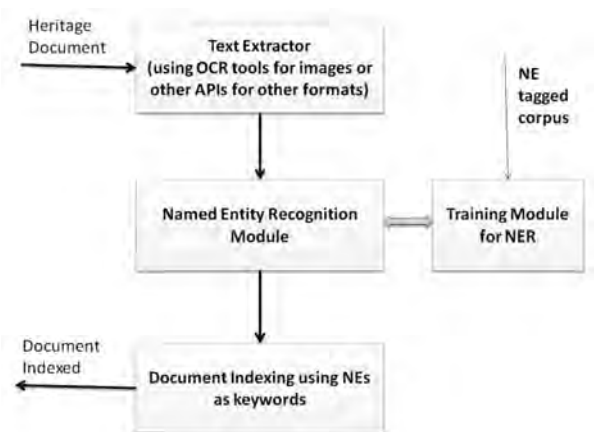 Heritage
Document
Text Extractor
(using OCR tools for images or
other APIs for other formats)
NE
tagged
corpus
Named Entity Recognition
Module
Training Module
for NER
Document
Indexed
Document Indexing using NEs
as keywords